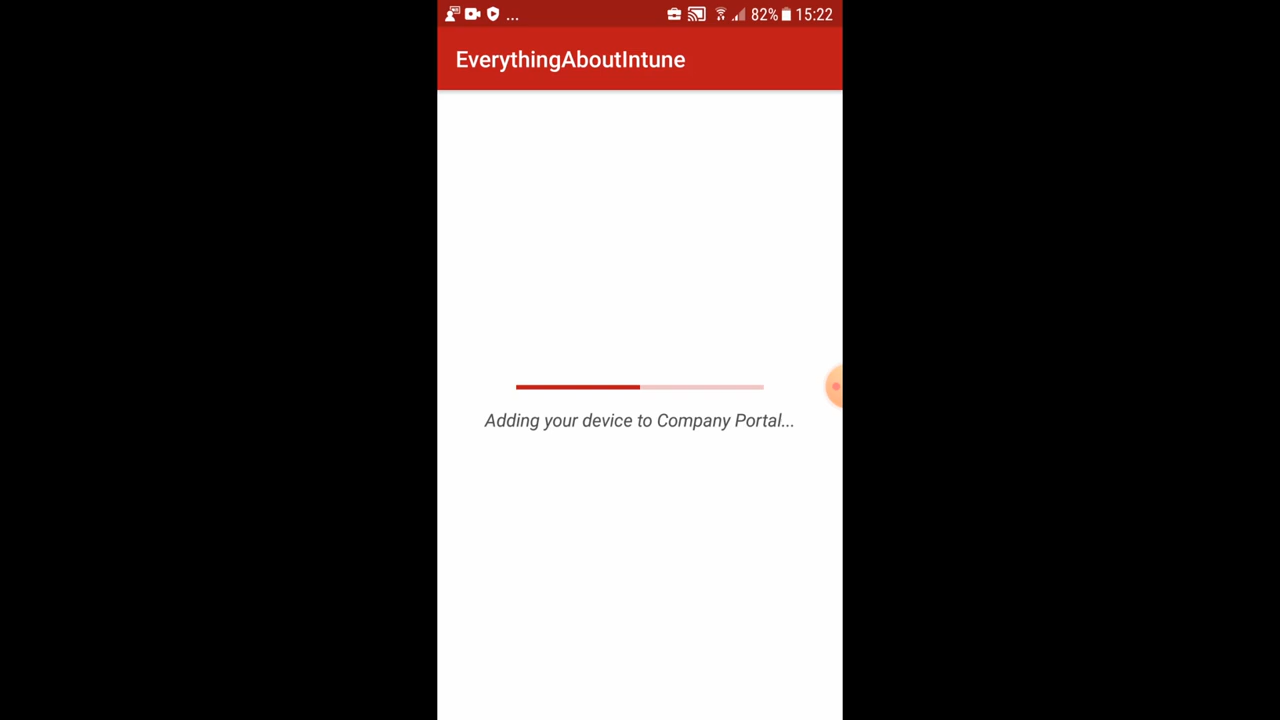 ... 82% 15:22
EverythingAboutIntune
Adding your device to Company Portal...